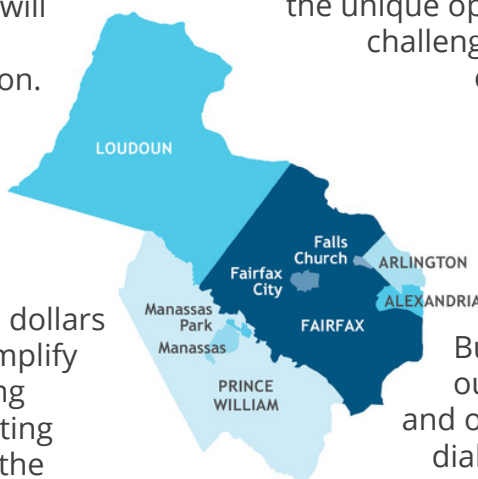 will
on.
the unique op
challeng
LOUDOUN
Falls
Church
ARLINGTON
Fairfax
City
ALEXANDRIA
FAIRFAX
Manassas
Park
Manassas
PRINCE
WILLIAM
dollars
mplify
ng
ting
the
Bu
ou
and o
dial